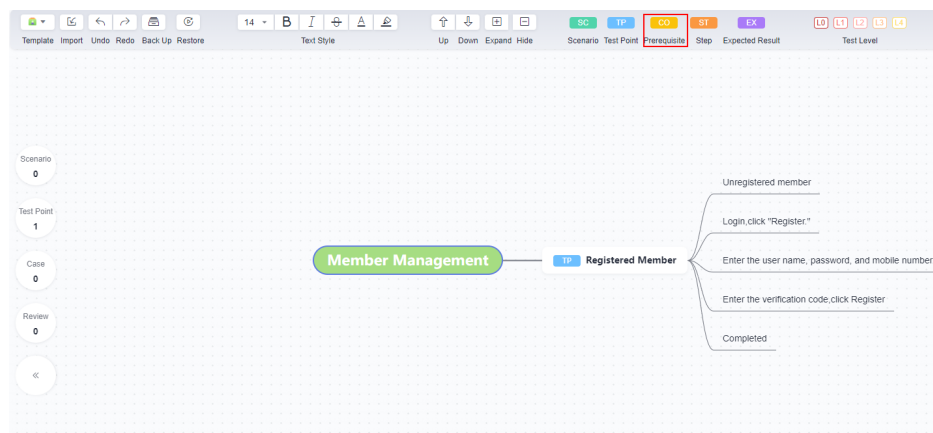 14 B I A SC TP CO ST EX L0 L1 L2 L3 L4
Template Import Undo Redo Back Up Restore Text Style Up Down Expand Hide Scenario Test Point Prerequisite Step Expected Result Test Level
Scenario
0
Test Point
1
Case
0
Review
0
«
Member Management
TP Registered Member
Unregistered member
Login,click "Register."
Enter the user name, password, and mobile number
Enter the verification code,click Register
Completed